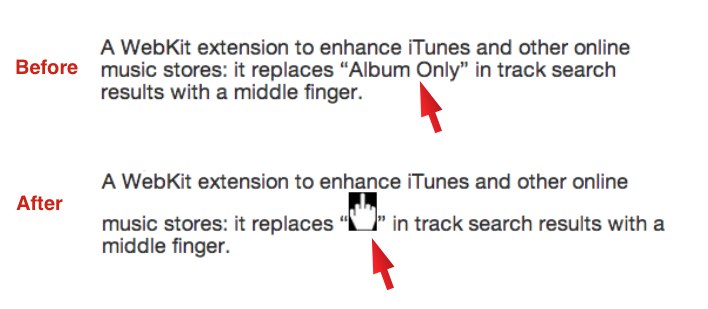 A WebKit extension to enhance iTunes and other online
Before
music stores: it replaces “Album Only” in track search
results with a middle finger.
A WebKit extension to enhance iTunes and other online
After
music stores: it replaces “” in track search results with a
middle finger.